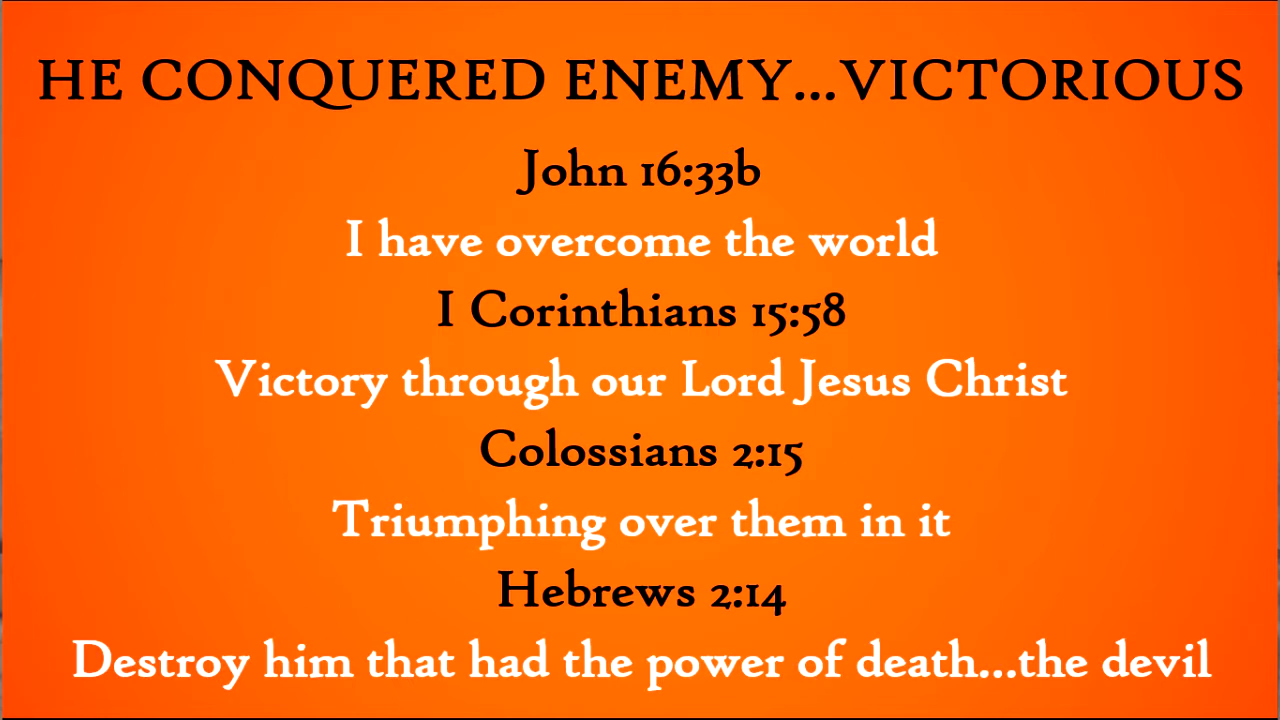 HE CONQUERED ENEMY...VICTORIOUS
John 16:33b
I have overcome the world
I Corinthians 15:58
Victory through our Lord Jesus Christ
Colossians 2:15
Triumphing over them in it
Hebrews 2:14
Destroy him that had the power of death...the devil